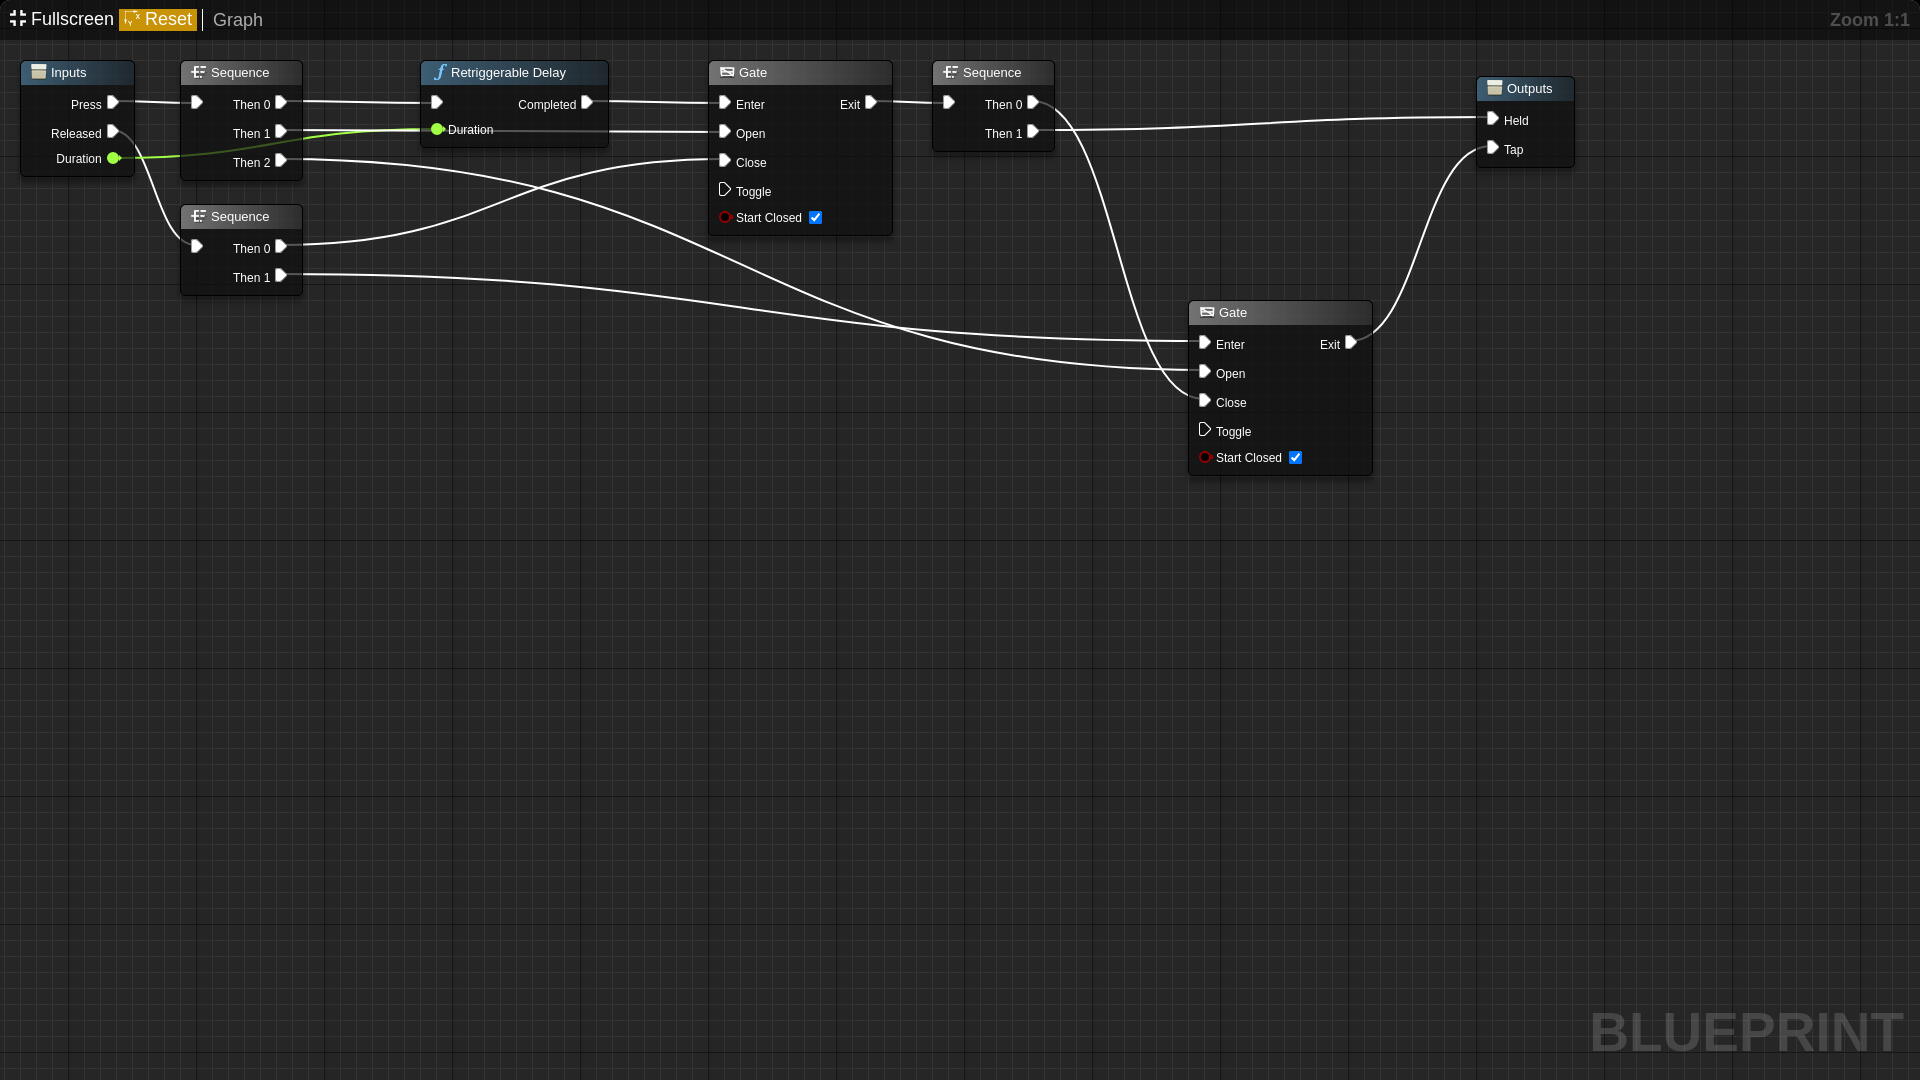 Fullscreen Reset Graph Zoom 1:1
Inputs
Press
Released
Duration
Sequence
Then 0
Then 1
Then 2
Sequence
Then 0
Then 1
Retriggerable Delay
Completed
Duration
Gate
Enter Exit
Open
Close
Toggle
Start Closed
Sequence
Then 0
Then 1
Gate
Enter Exit
Open
Close
Toggle
Start Closed
Outputs
Held
Tap
BLUEPRINT